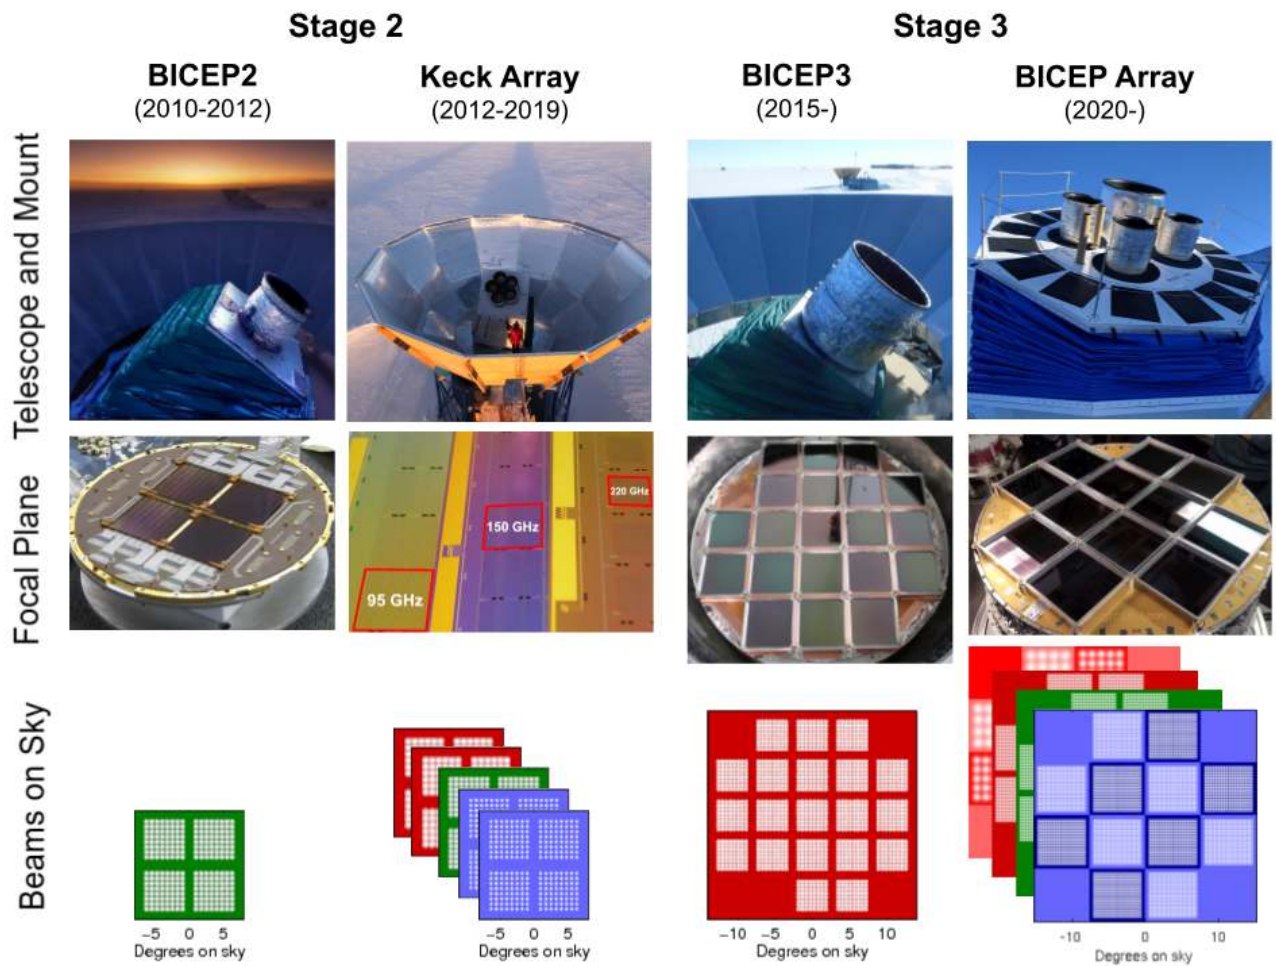 Stage 2
Stage 3
BICEP2
(2010-2012)
Keck Array
(2012-2019)
BICEP3
(2015-)
BICEP Array
(2020-)
Telescope and Mount
Focal Plane
95 GHz
150 GHz
220 GHz
Beams on Sky
−5 0 5
Degrees on sky
−5 0 5
Degrees on sky
−10 −5 0 5 10
Degrees on sky
-10 0 10
Degrees on sky